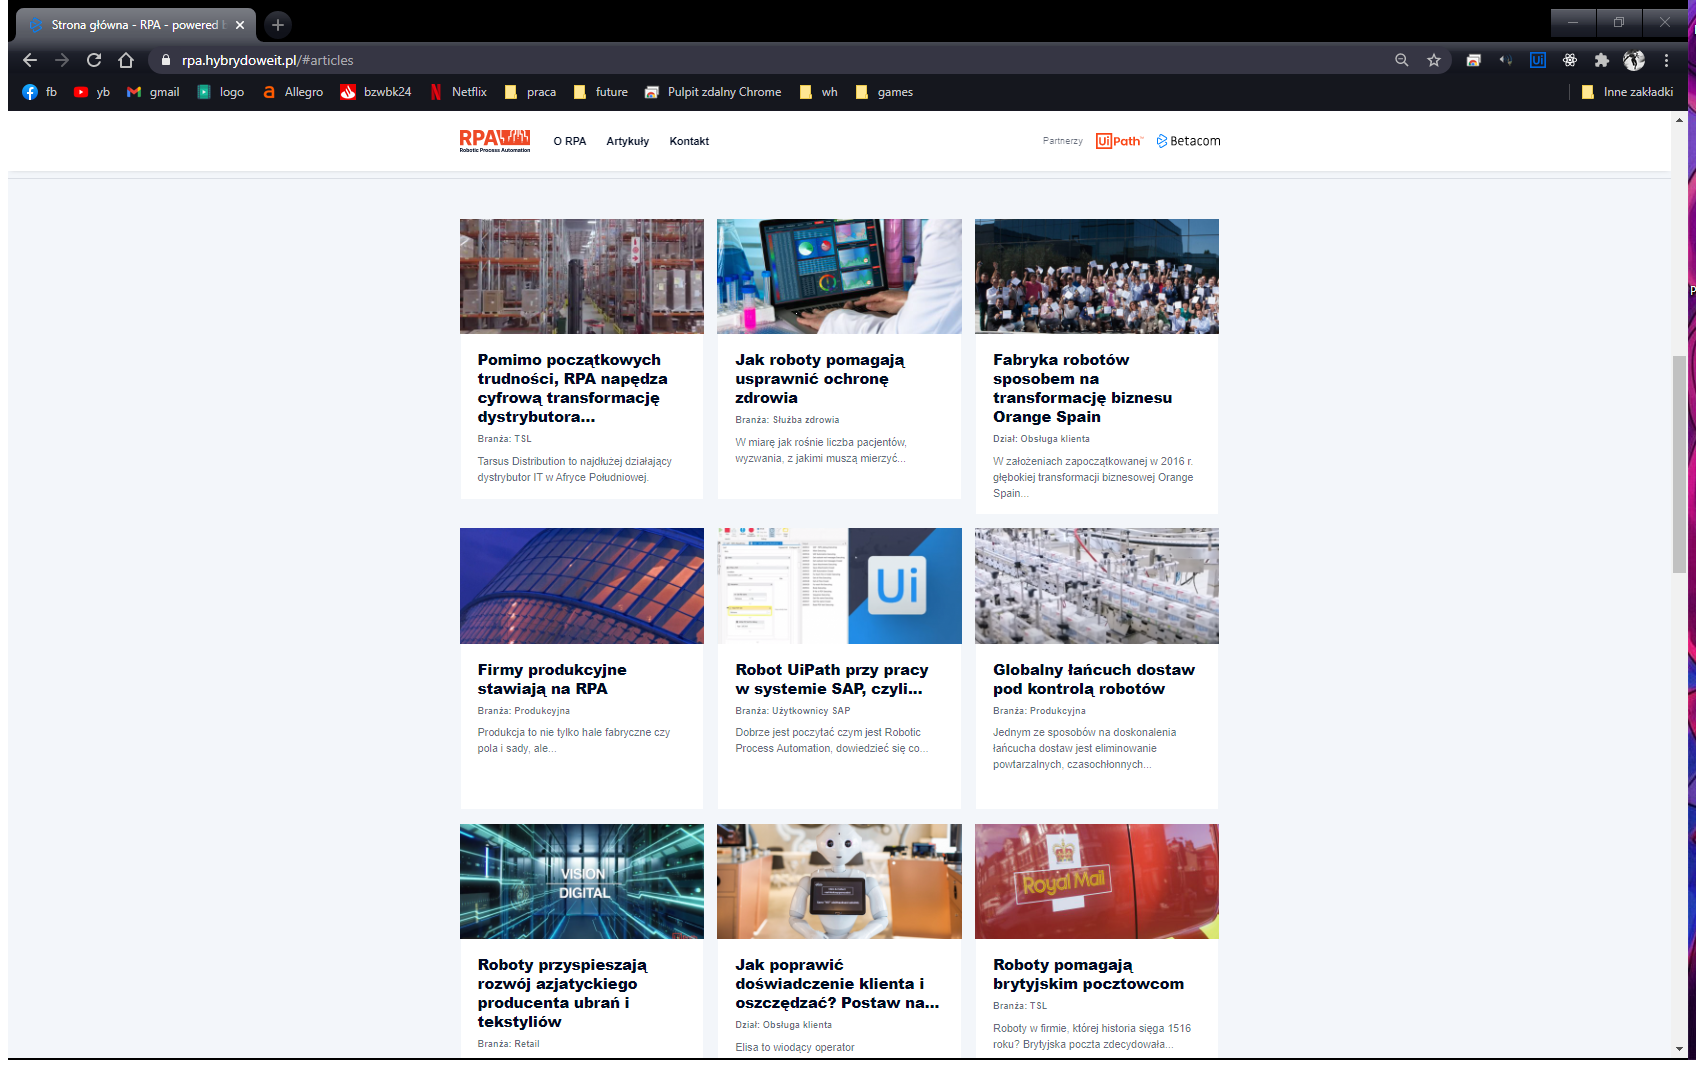 Strona główna - RPA - powered
rpa.hybrydoweit.pl/#articles
fb
yb
gmail
logo
Allegro
bzwbk24
Netflix
praca
future
Pulpit zdalny Chrome
wh
games
Inne zakładki
RPA
Robotic Process Automation
O RPA
Artykuły
Kontakt
Partnerzy
UiPath
Betacom
Pomimo początkowych
trudności, RPA napędza
cyfrową transformację
dystrybutora...
Branża: TSL
Tarsus Distribution to najdłużej działający
dystrybutor IT w Afryce Południowej.
Jak roboty pomagają
usprawnić ochronę
zdrowia
Branża: Służba zdrowia
W miarę jak rośnie liczba pacjentów,
wyzwania, z jakimi muszą mierzyć...
Fabryka robotów
sposobem na
transformację biznesu
Orange Spain
Dział: Obsługa klienta
W założeniach zapoczątkowanej w 2016 r.
głębokiej transformacji biznesowej Orange
Spain...
Ui
Firmy produkcyjne
stawiają na RPA
Branża: Produkcyjna
Produkcja to nie tylko hale fabryczne czy
pola i sady, ale...
Robot UiPath przy pracy
w systemie SAP, czyli...
Branża: Użytkownicy SAP
Dobrze jest poczytać czym jest Robotic
Process Automation, dowiedzieć się co...
Globalny łańcuch dostaw
pod kontrolą robotów
Branża: Produkcyjna
Jednym ze sposobów na doskonalenia
łańcucha dostaw jest eliminowanie
powtarzalnych, czasochłonnych...
VISION
DIGITAL
Royal Mail
Roboty przyspieszają
rozwój azjatyckiego
producenta ubrań i
tekstyliów
Branża: Retail
Jak poprawić
doświadczenie klienta i
oszczędzać? Postaw na...
Dział: Obsługa klienta
Elisa to wiodący operator
Roboty pomagają
brytyjskim pocztowcom
Branża: TSL
Roboty w firmie, której historia sięga 1516
roku? Brytyjska poczta zdecydowała...